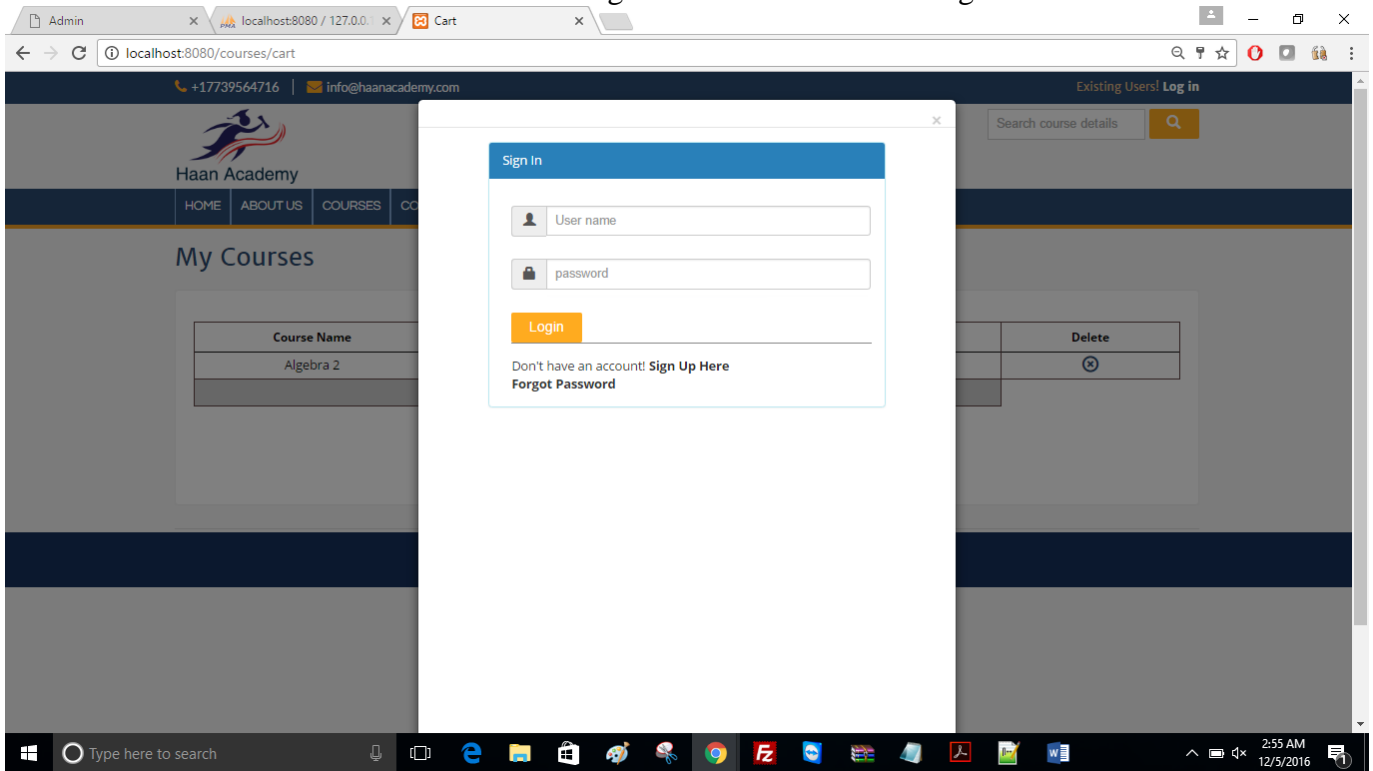 Admin
localhost:8080 / 127.0.0.1
Cart
localhost:8080/courses/cart
+17739564716 | info@haanacademy.com
Existing Users! Log in
Search course details
Haan Academy
HOME ABOUT US COURSES CO
My Courses
Sign In
User name
password
Login
Don't have an account! Sign Up Here
Forgot Password
Course Name
Delete
Algebra 2
Type here to search
2:55 AM
12/5/2016